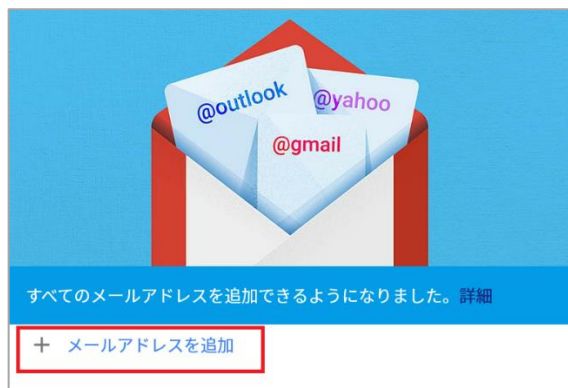 @outlook
@yahoo
@gmail
すべてのメールアドレスを追加できるようになりました。詳細
+ メールアドレスを追加